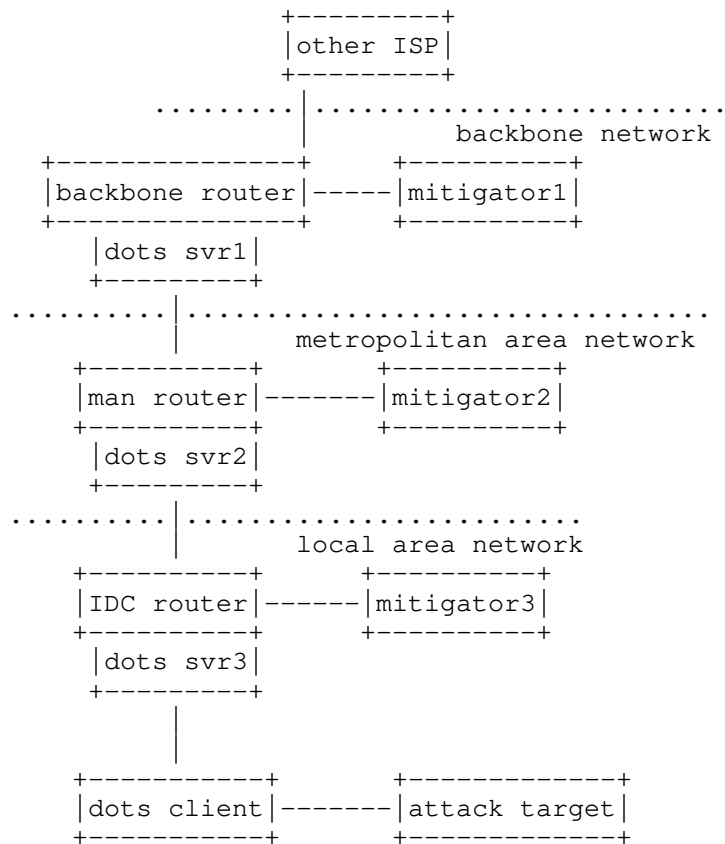 other ISP
backbone network
backbone router mitigator1
dots svr1
metropolitan area network
man router mitigator2
dots svr2
local area network
IDC router mitigator3
dots svr3
dots client attack target